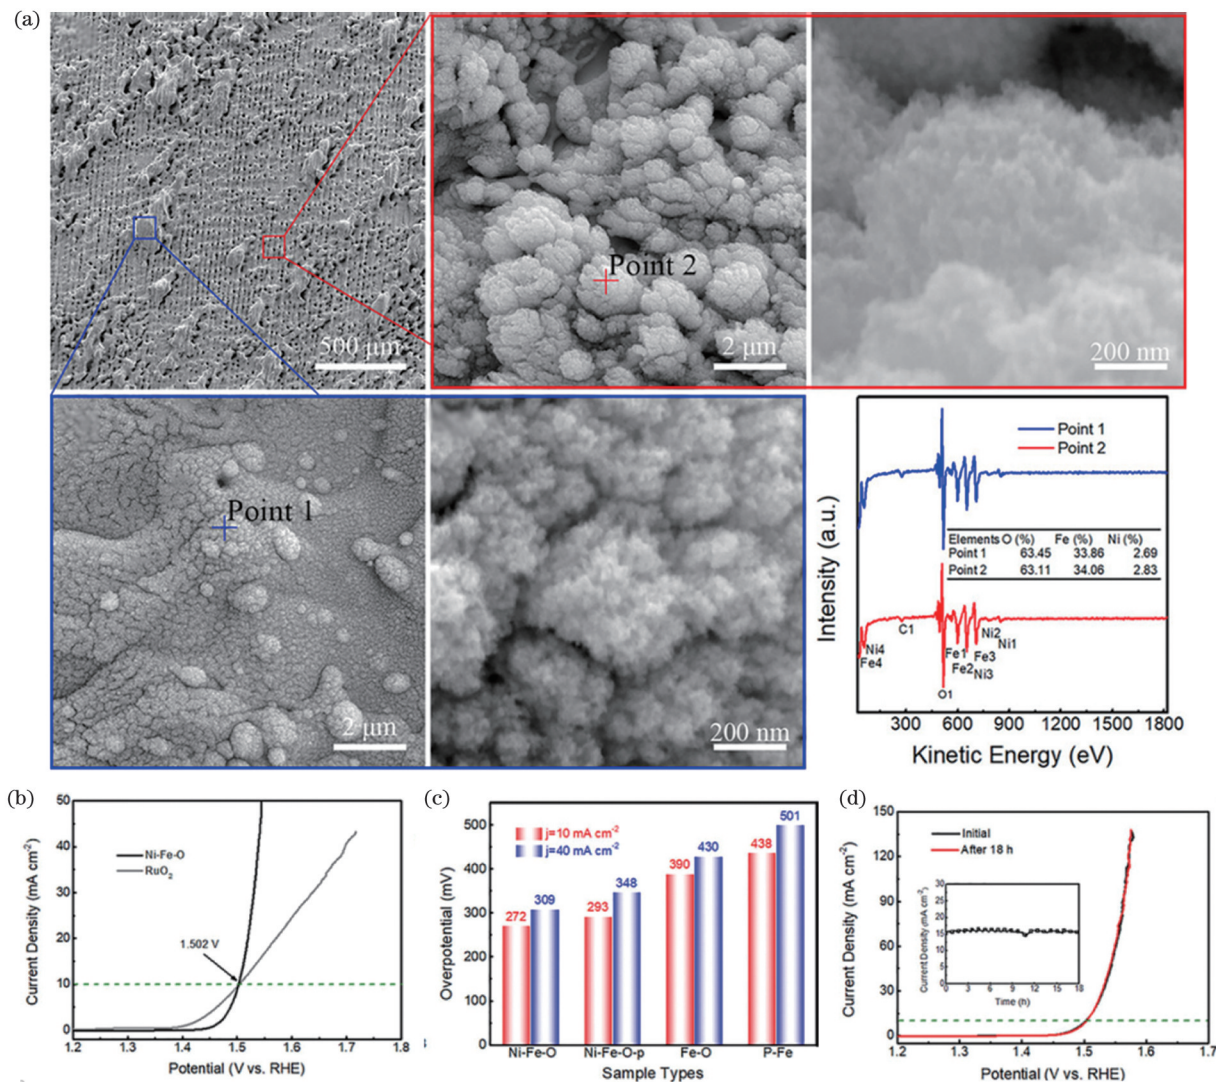 (a)
500 μm
Point 2
2 μm
200 nm
Point 1
2 μm
200 nm
Point 1
Point 2
Elements O (%) Fe (%) Ni (%)
Point 1 63.45 33.86 2.69
Point 2 63.11 34.06 2.83
Intensity (a.u.)
C1
Ni4
Fe4
O1
Fe1
Fe2
Fe3
Ni3
Ni2
Ni1
300 600 900 1200 1500 1800
Kinetic Energy (eV)
(b)
50
40
30
20
10
0
Current Density (mA cm-2)
Ni-Fe-O
RuO2
1.502 V
1.2 1.3 1.4 1.5 1.6 1.7 1.8
Potential (V vs. RHE)
(c)
500
400
300
200
100
0
Overpotential (mV)
j=10 mA cm-2
j=40 mA cm-2
272 309 293 348 390 430 438 501
Ni-Fe-O Ni-Fe-O-p Fe-O P-Fe
Sample Types
(d)
150
120
90
60
30
0
Current Density (mA cm-2)
Initial
After 18 h
30
25
20
15
10
5
0
Current Density (mA cm-2)
0 3 6 9 12 15 18
Time (h)
1.2 1.3 1.4 1.5 1.6 1.7
Potential (V vs. RHE)